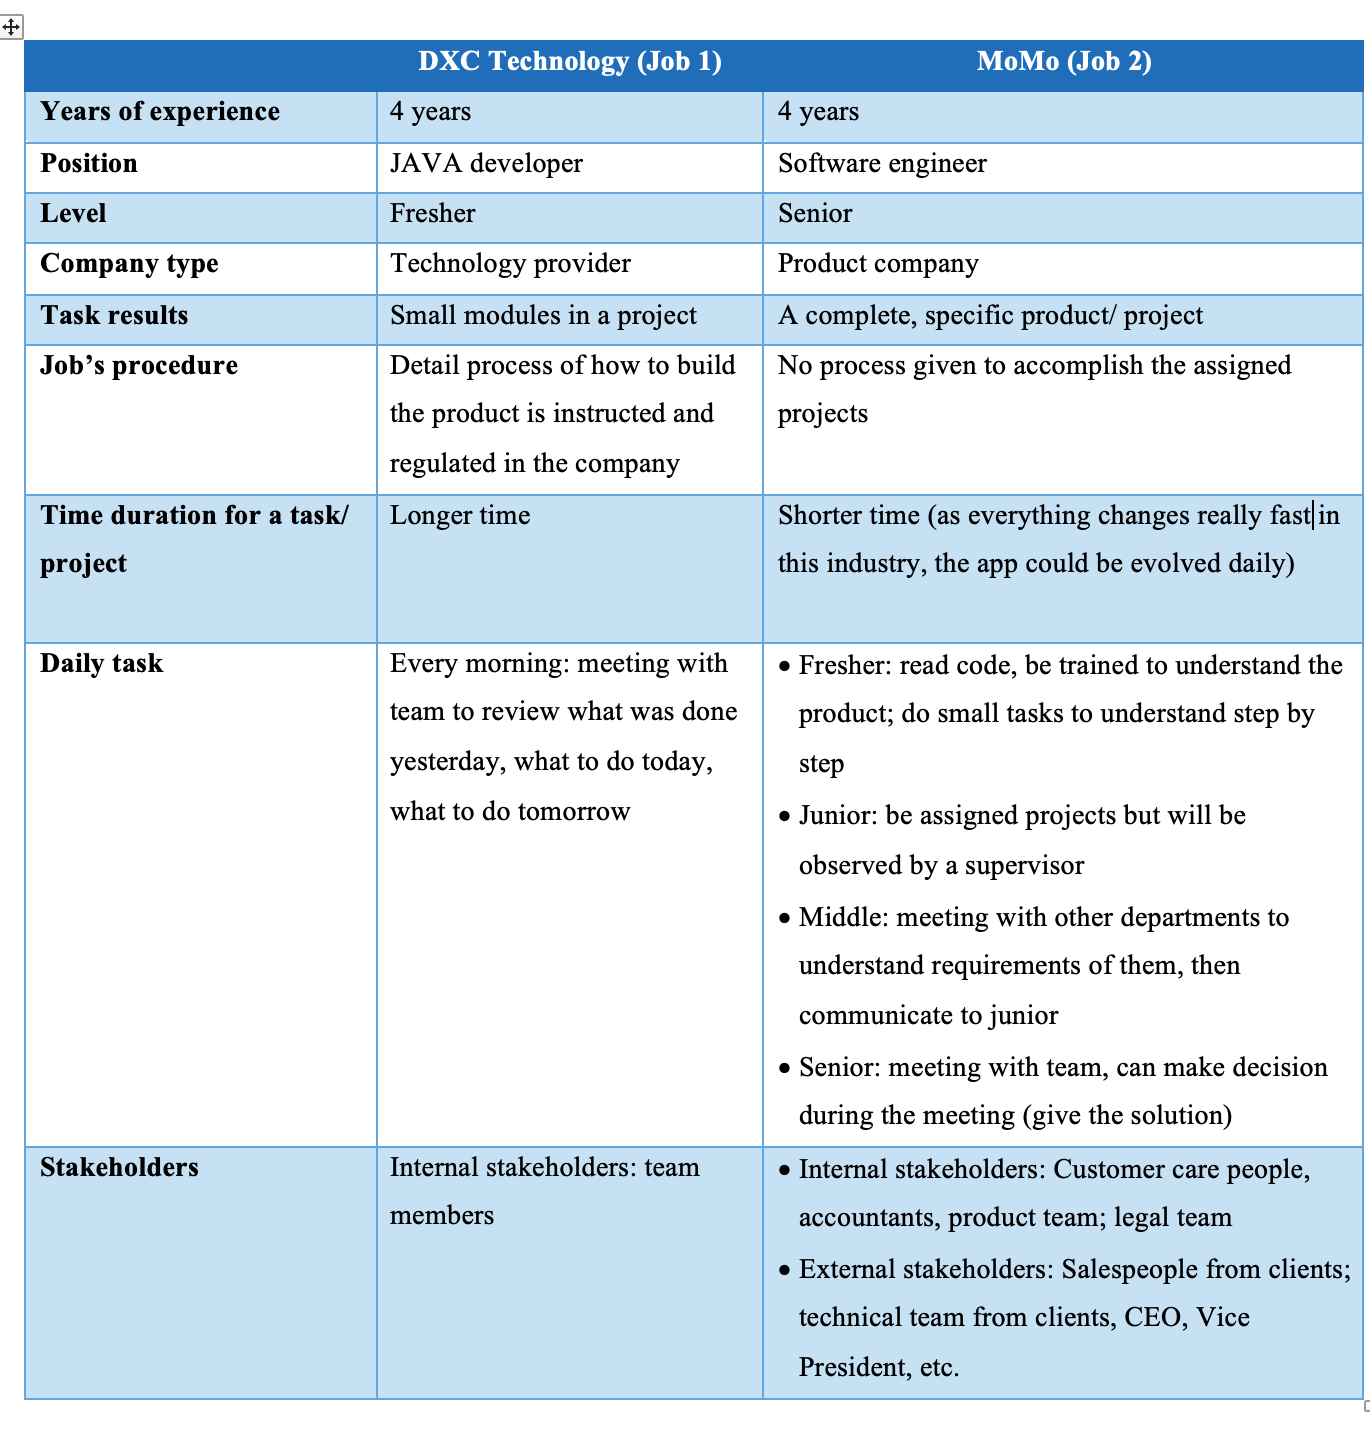 DXC Technology (Job 1) MoMo (Job 2)
Years of experience 4 years 4 years
Position JAVA developer Software engineer
Level Fresher Senior
Company type Technology provider Product company
Task results Small modules in a project A complete, specific product/ project
Job’s procedure
Detail process of how to build
the product is instructed and
regulated in the company
No process given to accomplish the assigned
projects
Time duration for a task/
project
Longer time
Shorter time (as everything changes really fast in
this industry, the app could be evolved daily)
Daily task
Every morning: meeting with
team to review what was done
yesterday, what to do today,
what to do tomorrow
• Fresher: read code, be trained to understand the
product; do small tasks to understand step by
step
• Junior: be assigned projects but will be
observed by a supervisor
• Middle: meeting with other departments to
understand requirements of them, then
communicate to junior
• Senior: meeting with team, can make decision
during the meeting (give the solution)
Stakeholders
Internal stakeholders: team
members
• Internal stakeholders: Customer care people,
accountants, product team; legal team
• External stakeholders: Salespeople from clients;
technical team from clients, CEO, Vice
President, etc.